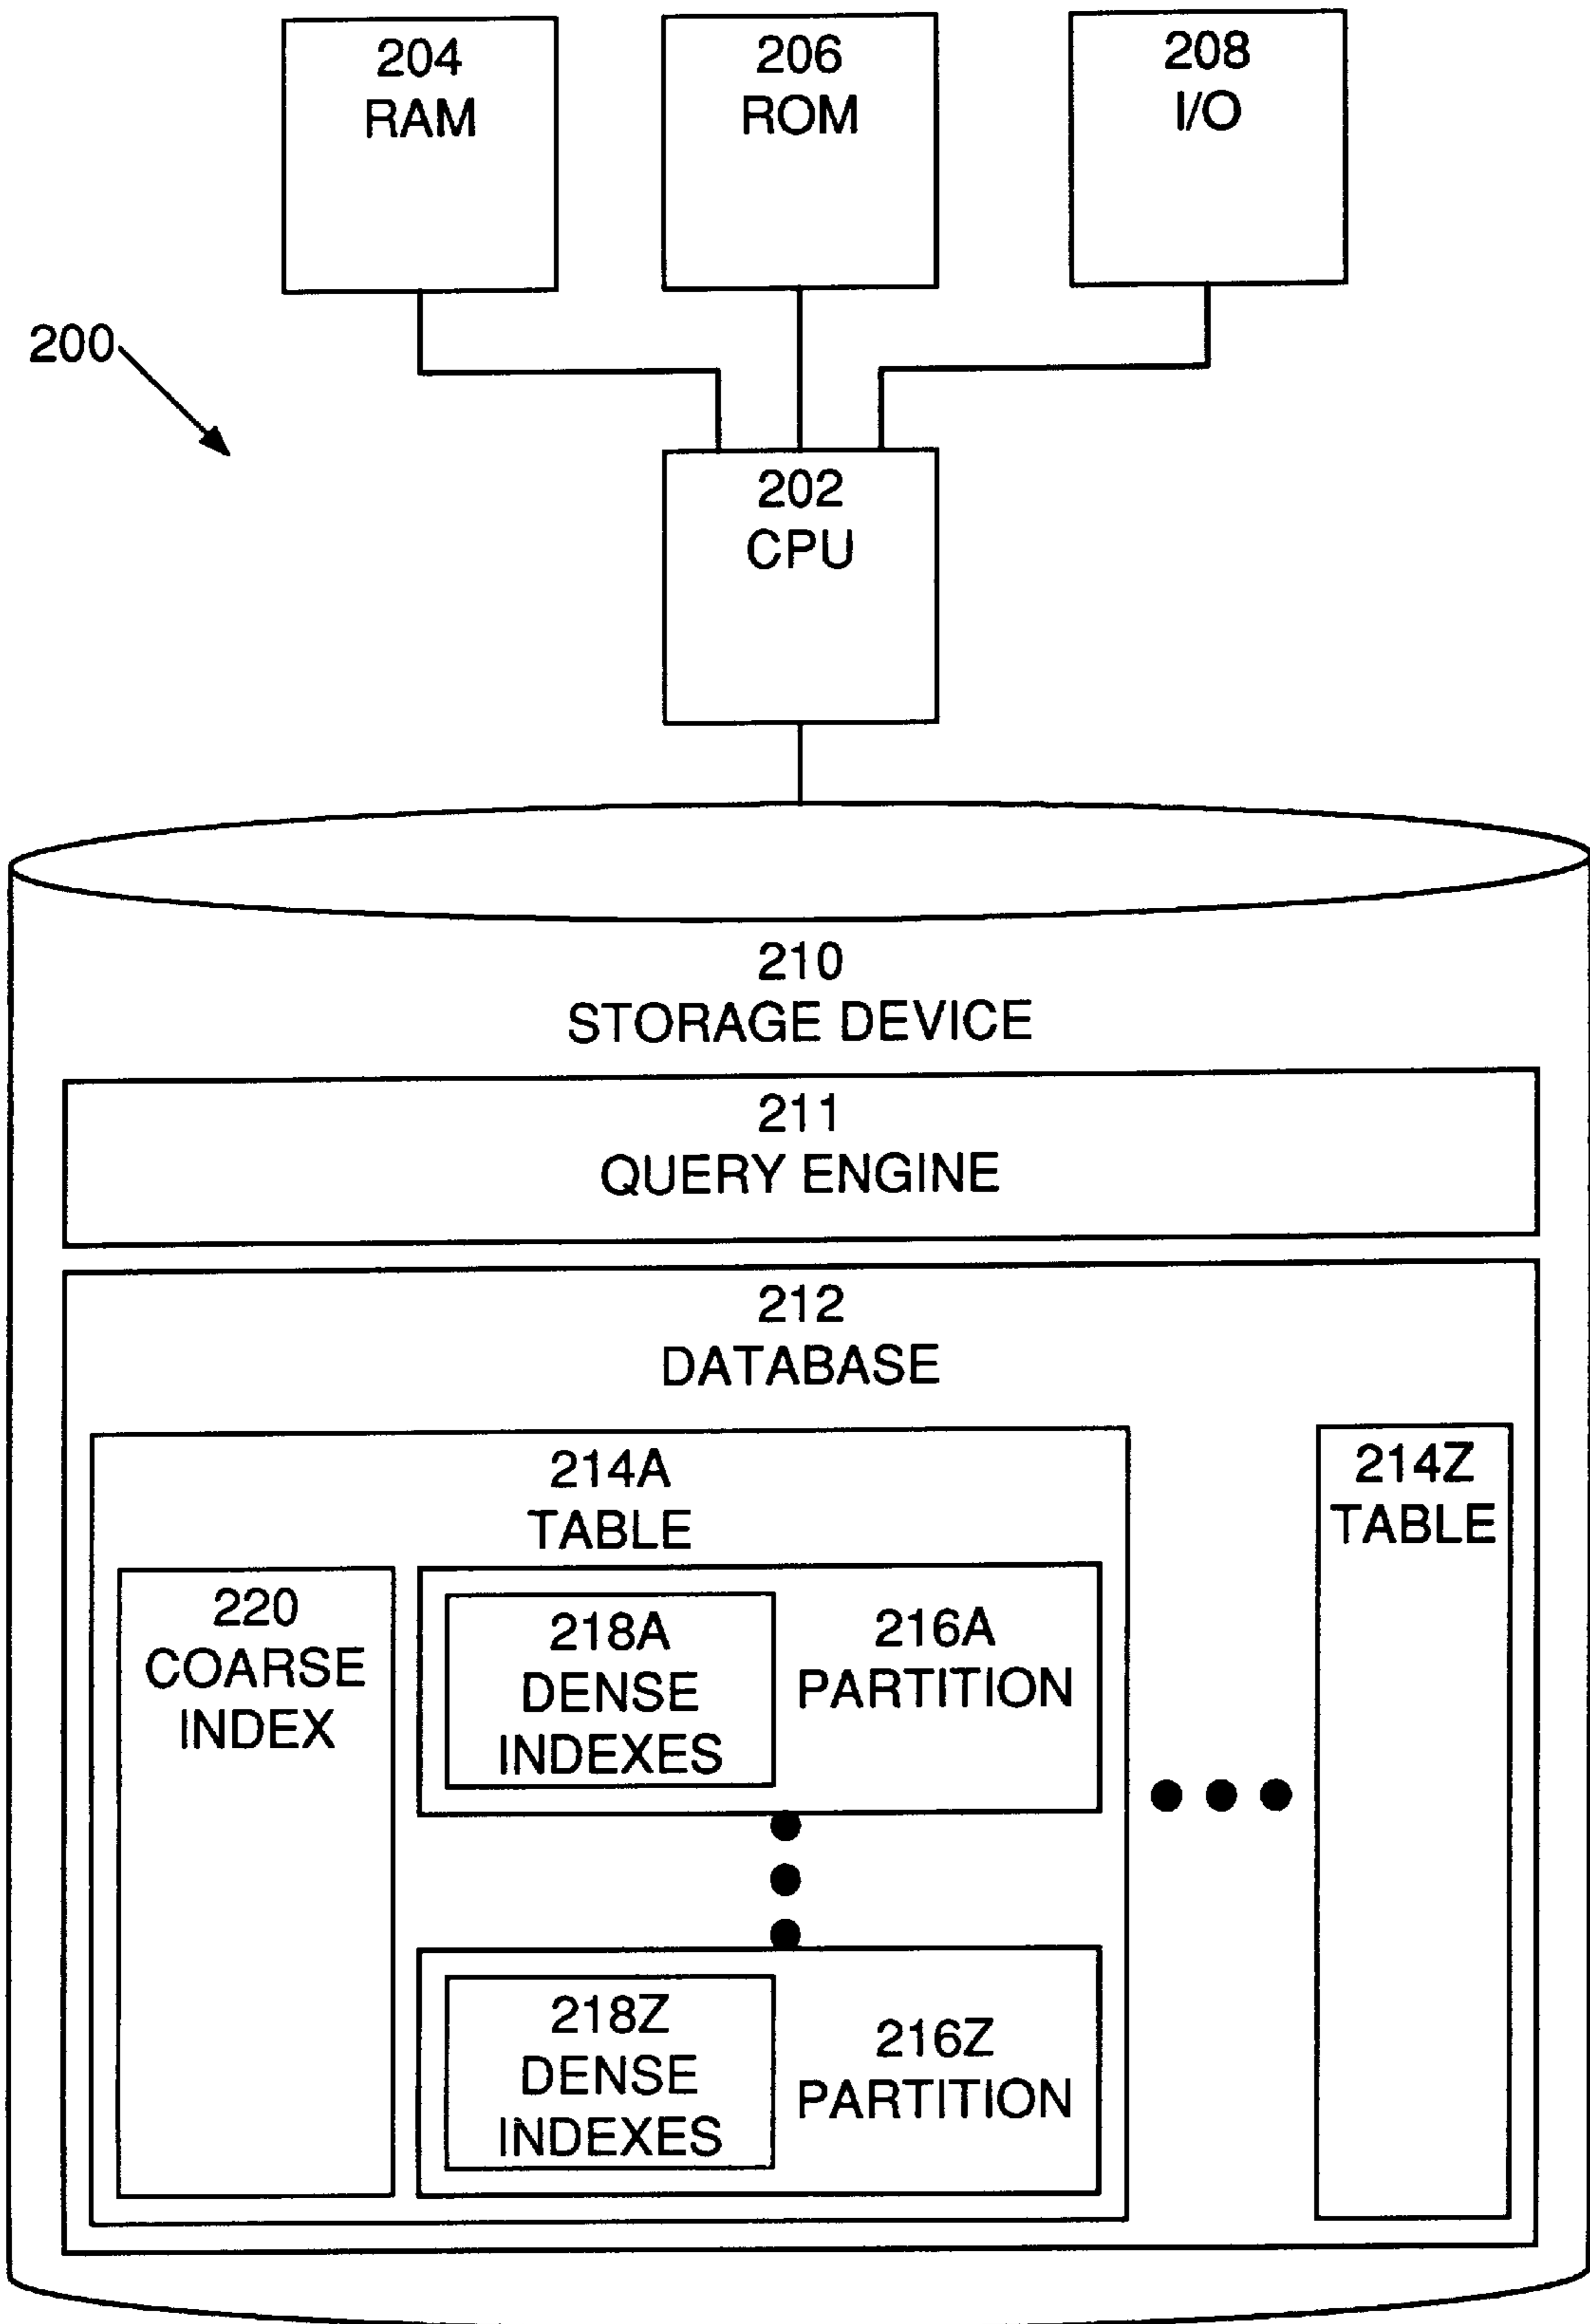 204
RAM
206
ROM
208
I/O
200
202
CPU
210
STORAGE DEVICE
211
QUERY ENGINE
212
DATABASE
214A
TABLE
214Z
TABLE
220
COARSE
INDEX
218A
DENSE
INDEXES
216A
PARTITION
218Z
DENSE
INDEXES
216Z
PARTITION